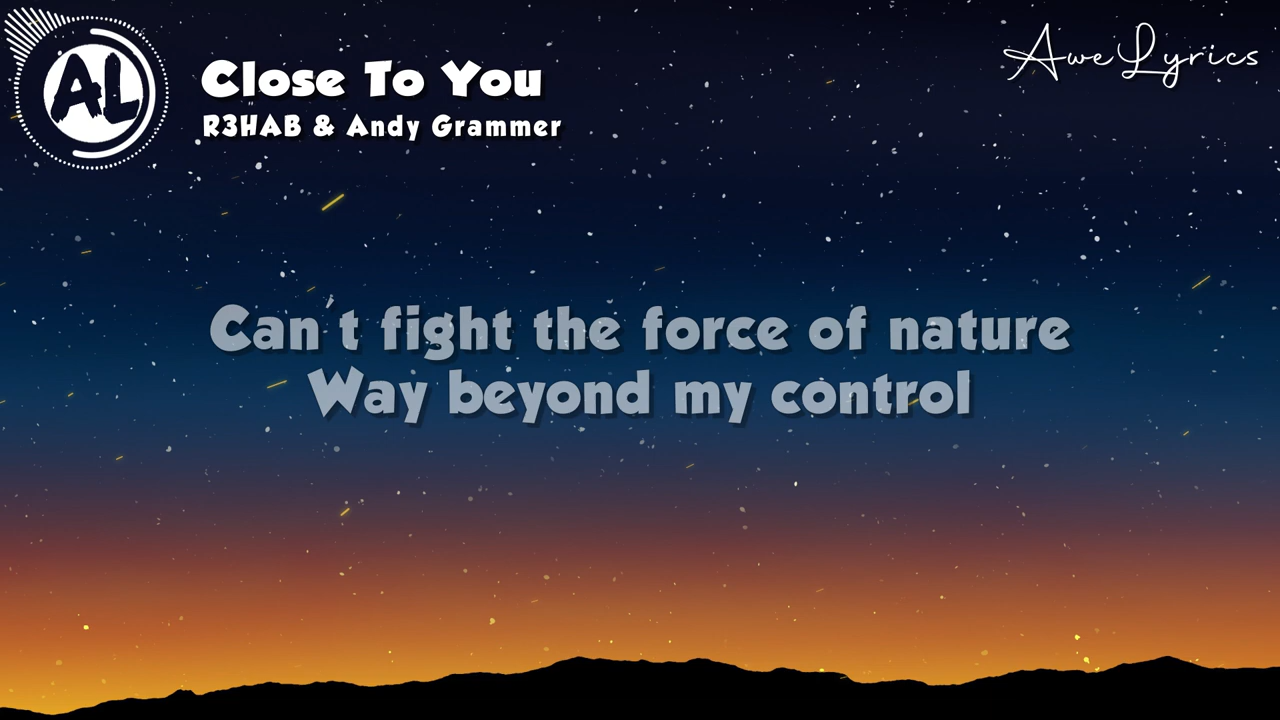 AL
Close To You
R3HAB & Andy Grammer
AweLyrics
Can't fight the force of nature
Way beyond my control